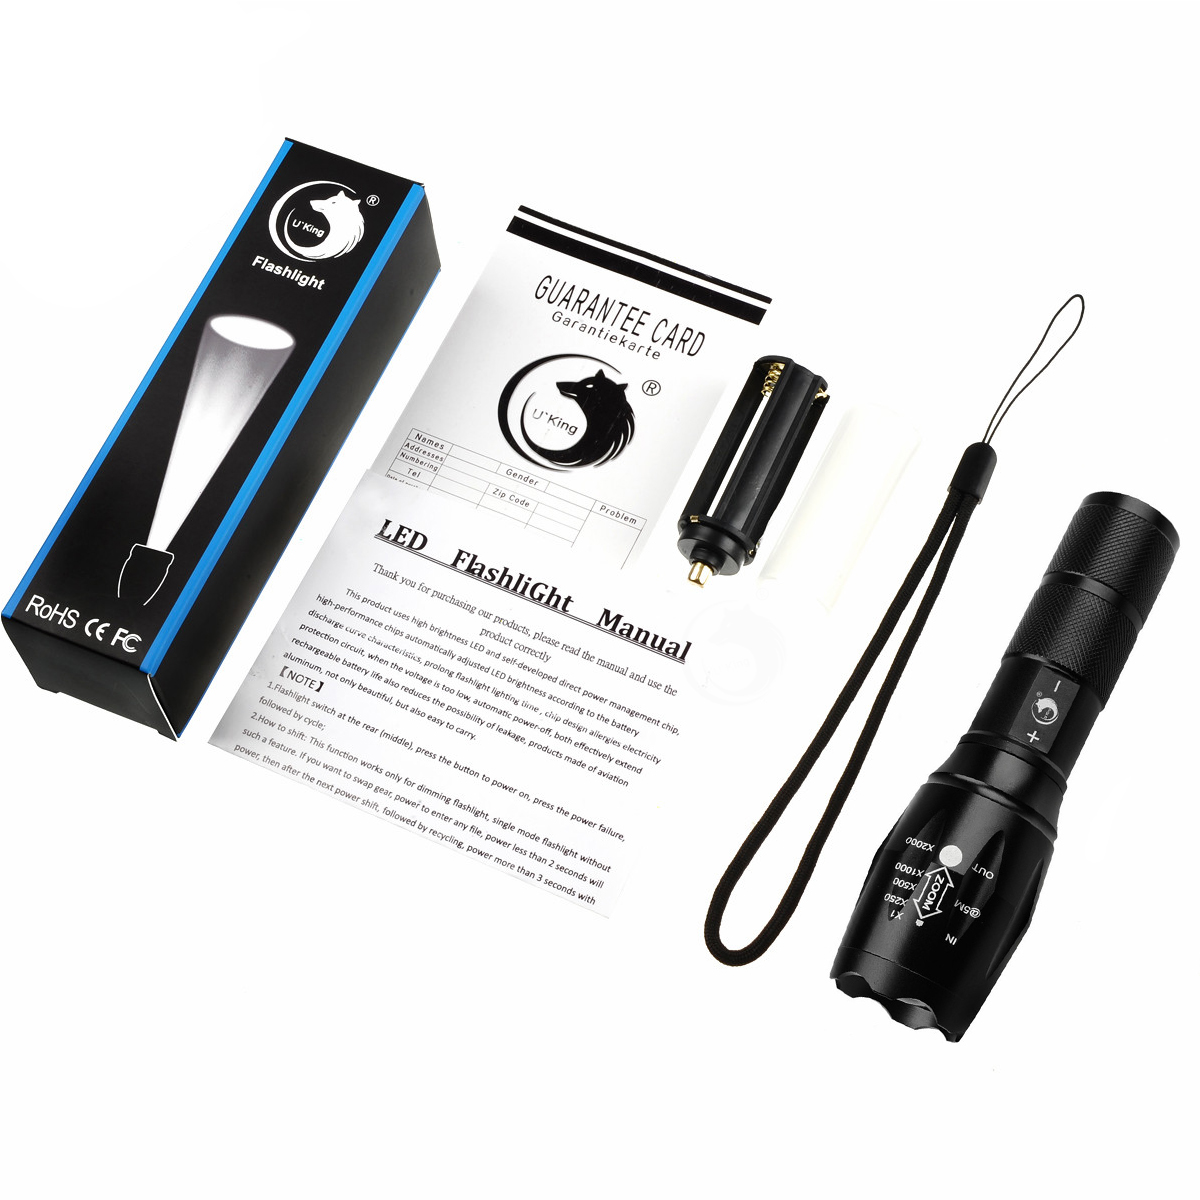 U`King
®
Flashlight
RoHS CE FC
GUARANTEE CARD
Garantiekarte
®
U`King
Names
Addresses
Numbering
Gender
Tel
Zip Code
Problem
LED FlashliGht Manual
Thank you for purchasing our products, please read the manual and use the
product correctly
This product uses high brightness LED and self-developed direct power management chip,
high-performance chips automatically adjusted LED brightness according to the battery
discharge curve characteristics, prolong flashlight lighting time , chip design allergies electricity
protection circuit, when the voltage is too low, automatic power-off, both effectively extend
rechargeable battery life also reduces the possibility of leakage, products made of aviation
aluminum, not only beautiful, but also easy to carry.
【NOTE】
1.Flashlight switch at the rear (middle), press the button to power on, press the power failure,
followed by cycle;
2.How to shift: This function works only for dimming flashlight, single mode flashlight without
such a feature. If you want to swap gear, power to enter any file, power less than 2 seconds will
power, then after the next power shift, followed by recycling, power more than 3 seconds with
− +
®
X2000
X1000
X500
X250
X1
ZOOM
OUT
@5M
IN